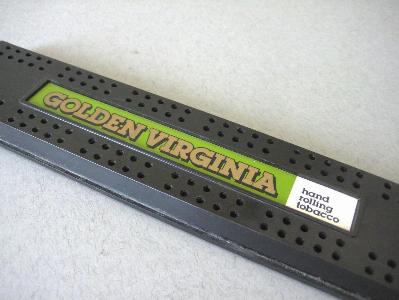 GOLDEN VIRGINIA
hand
rolling
tobacco